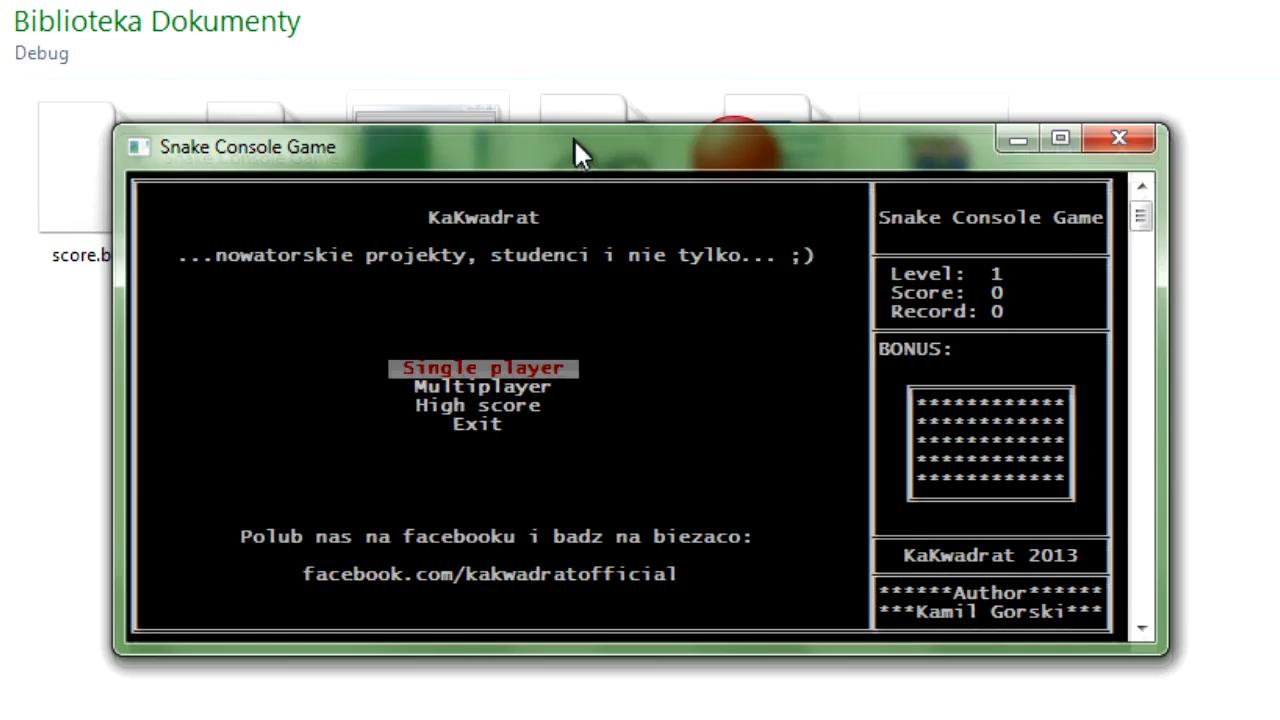 Biblioteka Dokumenty
Debug
score.b
Snake Console Game
KaKwadrat
...nowatorskie projekty, studenci i nie tylko... ;)
Single player
Multiplayer
High score
Exit
Polub nas na facebooku i badz na biezaco:
facebook.com/kakwadratofficial
Snake Console Game
Level: 1
Score: 0
Record: 0
BONUS:
************
************
************
************
************
KaKwadrat 2013
******Author******
***Kamil Gorski***